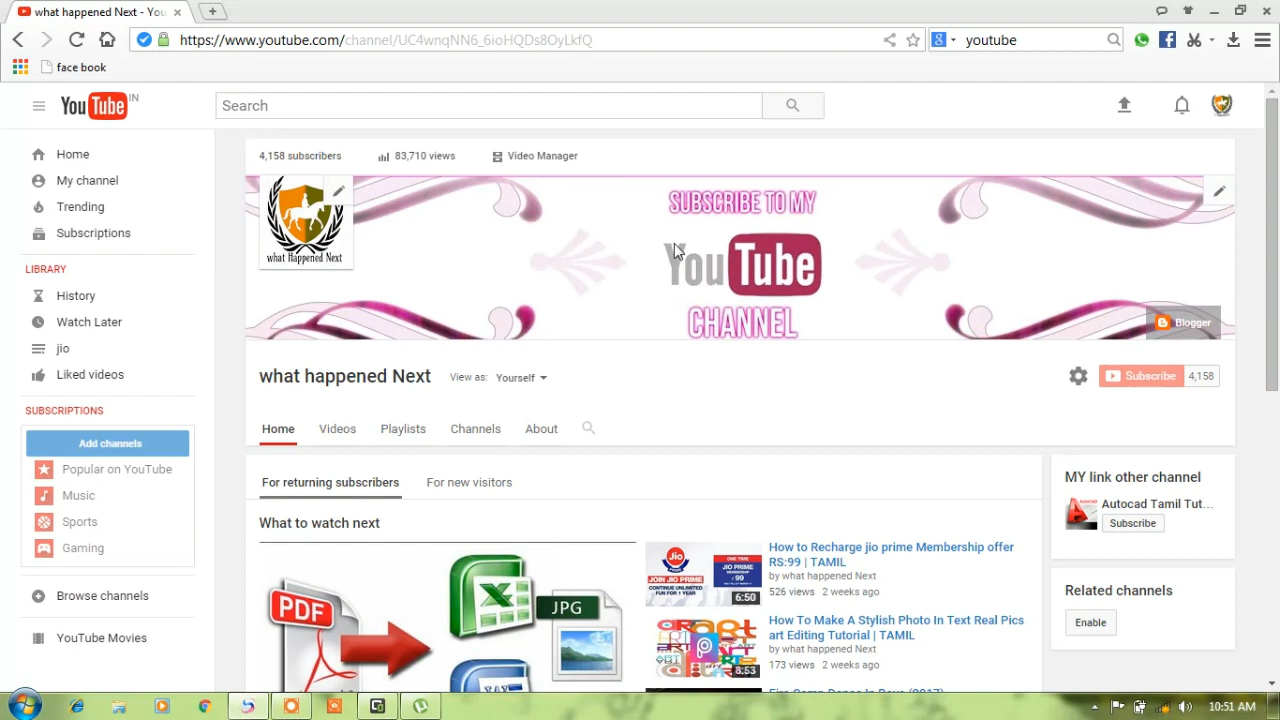 what happened Next - You
https://www.youtube.com/channel/UC4wnqNN6_6ioHQDs8OyLkfQ
youtube
face book
YouTube IN
Search
Home
My channel
Trending
Subscriptions
LIBRARY
History
Watch Later
jio
Liked videos
SUBSCRIPTIONS
Add channels
Popular on YouTube
Music
Sports
Gaming
Browse channels
YouTube Movies
4,158 subscribers
83,710 views
Video Manager
what Happened Next
SUBSCRIBE TO MY
YouTube
CHANNEL
Blogger
what happened Next
View as: Yourself
Subscribe 4,158
Home Videos Playlists Channels About
For returning subscribers
For new visitors
What to watch next
PDF
JPG
JOIN JIO PRIME
JIO PRIME
99
6:50
How to Recharge jio prime Membership offer
RS:99 | TAMIL
by what happened Next
526 views 2 weeks ago
8:53
How To Make A Stylish Photo In Text Real Pics
art Editing Tutorial | TAMIL
by what happened Next
173 views 2 weeks ago
MY link other channel
Autocad Tamil Tut...
Subscribe
Related channels
Enable
10:51 AM